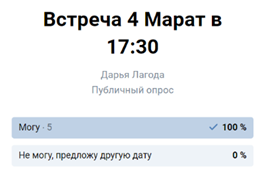 Встреча 4 Марат в
17:30
Дарья Лагода
Публичный опрос
Могу · 5 100 %
Не могу, предложу другую дату 0 %